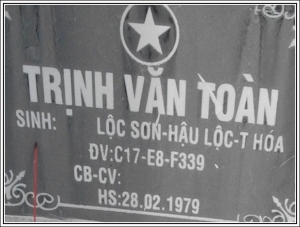 TRỊNH VĂN TOÀN
SINH: LỘC SƠN-HẬU LỘC-T HÓA
ĐV:C17-E8-F339
CB-CV:
HS:28.02.1979